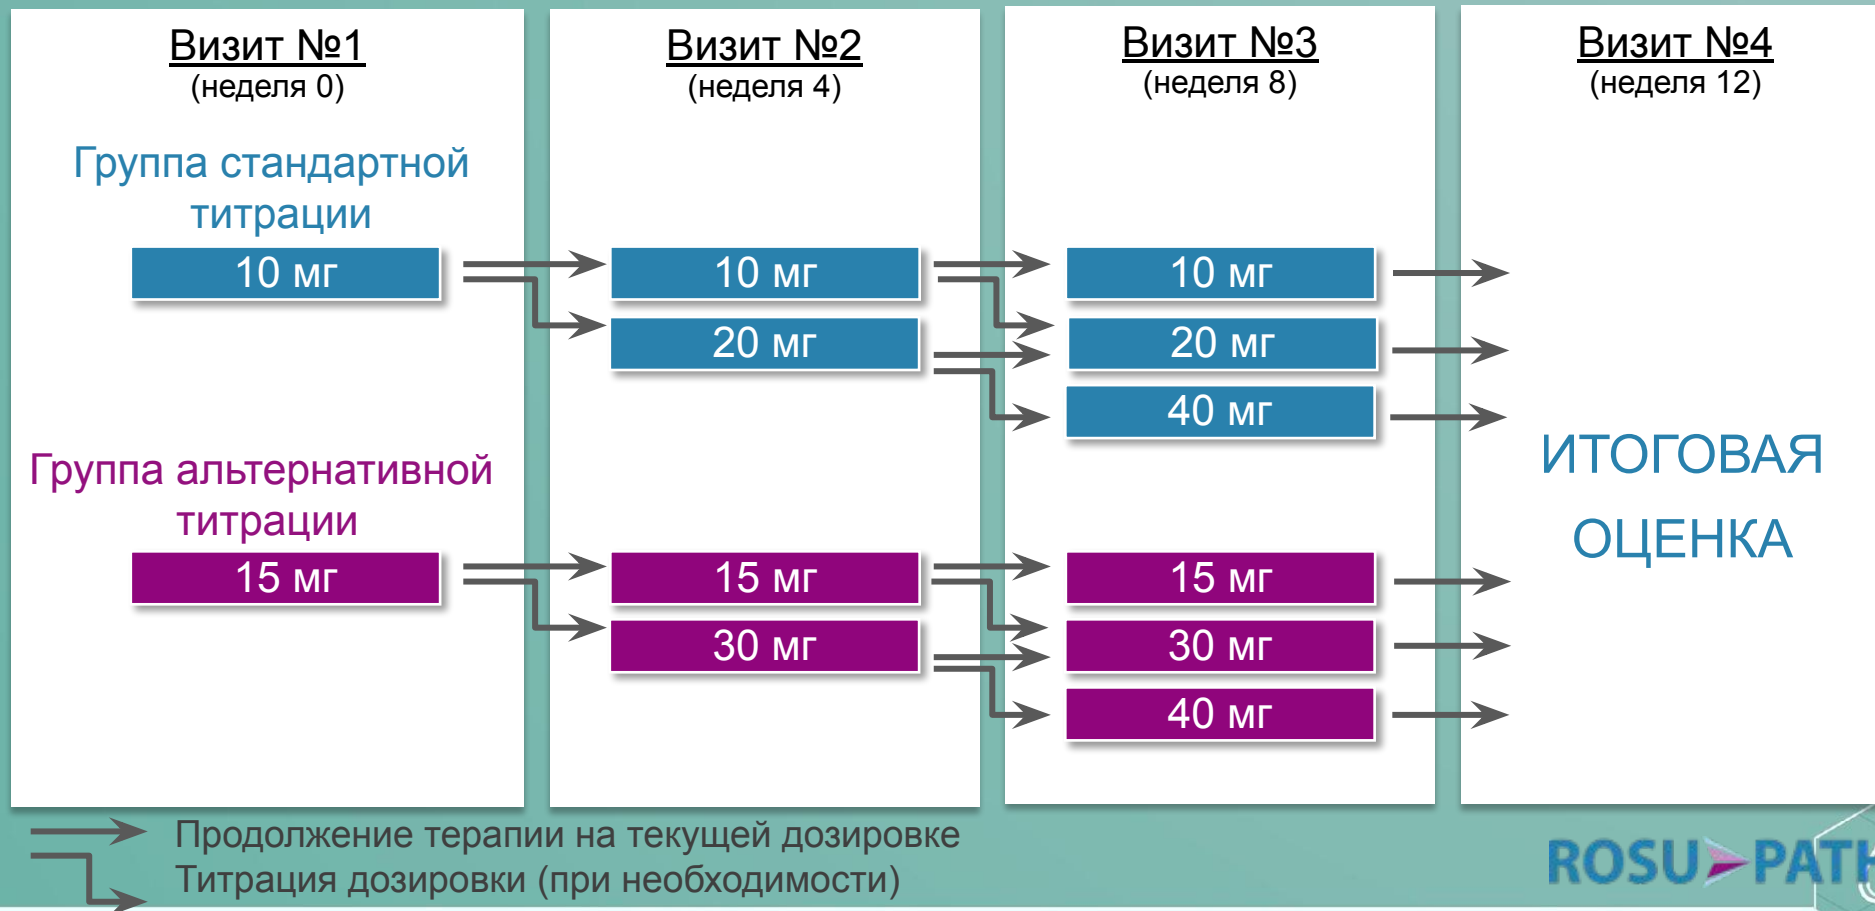 Визит №1
(неделя 0)
Группа стандартной
титрации
10 мг
Группа альтернативной
титрации
15 мг
Визит №2
(неделя 4)
10 мг
20 мг
15 мг
30 мг
Визит №3
(неделя 8)
10 мг
20 мг
40 мг
15 мг
30 мг
40 мг
Визит №4
(неделя 12)
ИТОГОВАЯ
ОЦЕНКА
Продолжение терапии на текущей дозировке
Титрация дозировки (при необходимости)
ROSU PATH